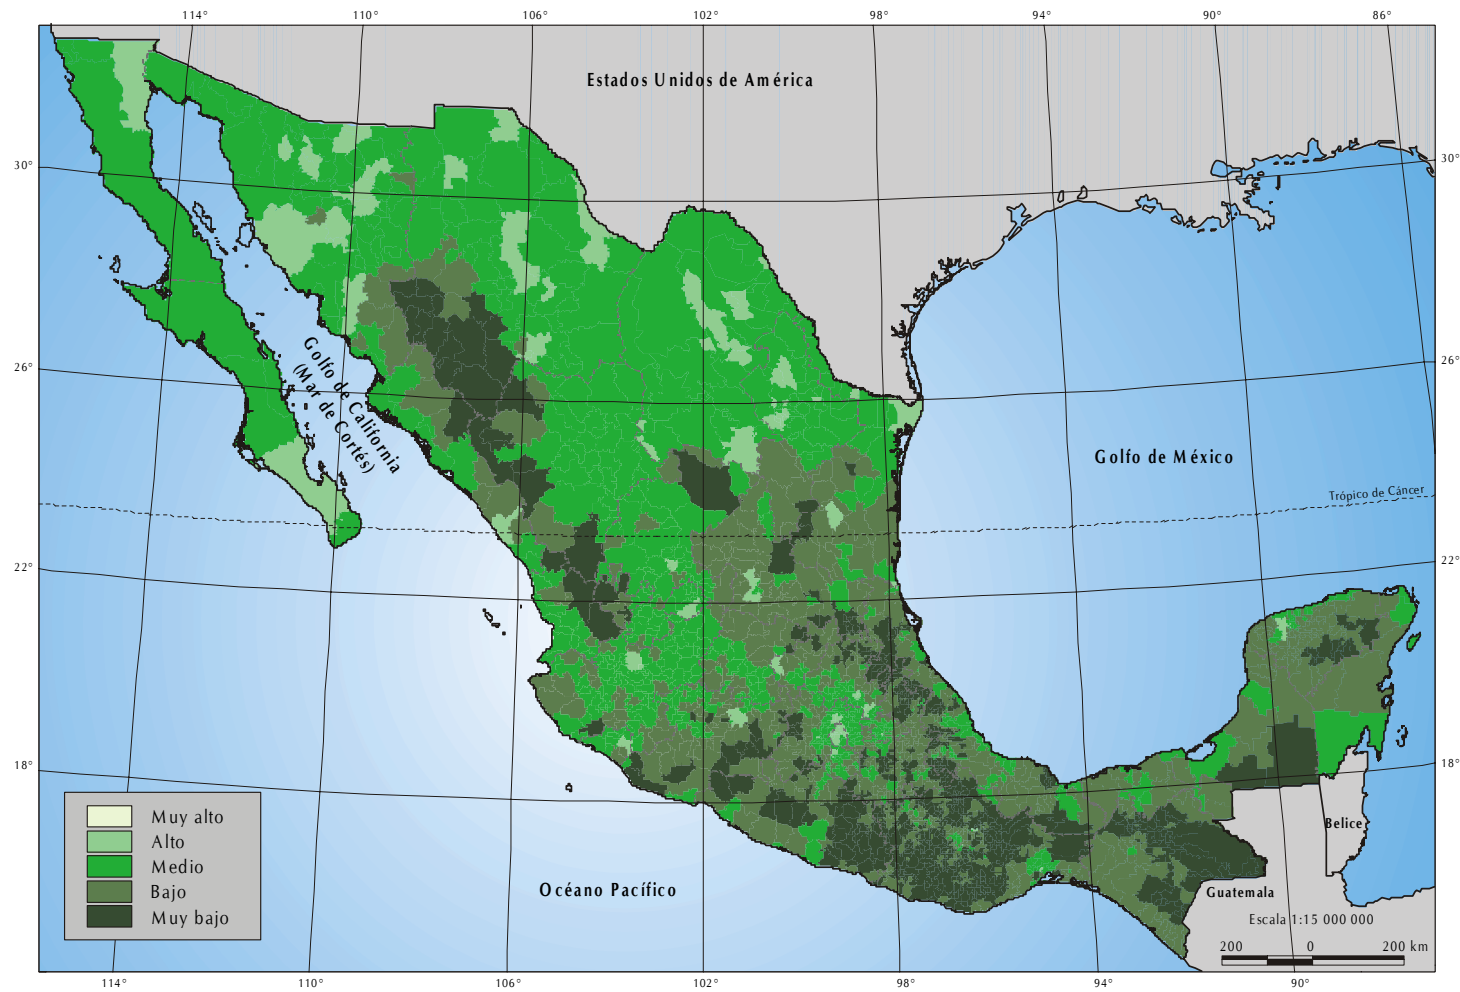 114° 110° 106° 102° 98° 94° 90° 86°
Estados Unidos de América
30° 30°
26° 26°
Golfo de California
(Mar de Cortés)
Golfo de México
Trópico de Cáncer
22° 22°
18° 18°
Muy alto
Alto
Medio
Bajo
Muy bajo
Belice
Océano Pacífico
Guatemala
Escala 1:15 000 000
200 0 200 km
114° 110° 106° 102° 98° 94° 90°